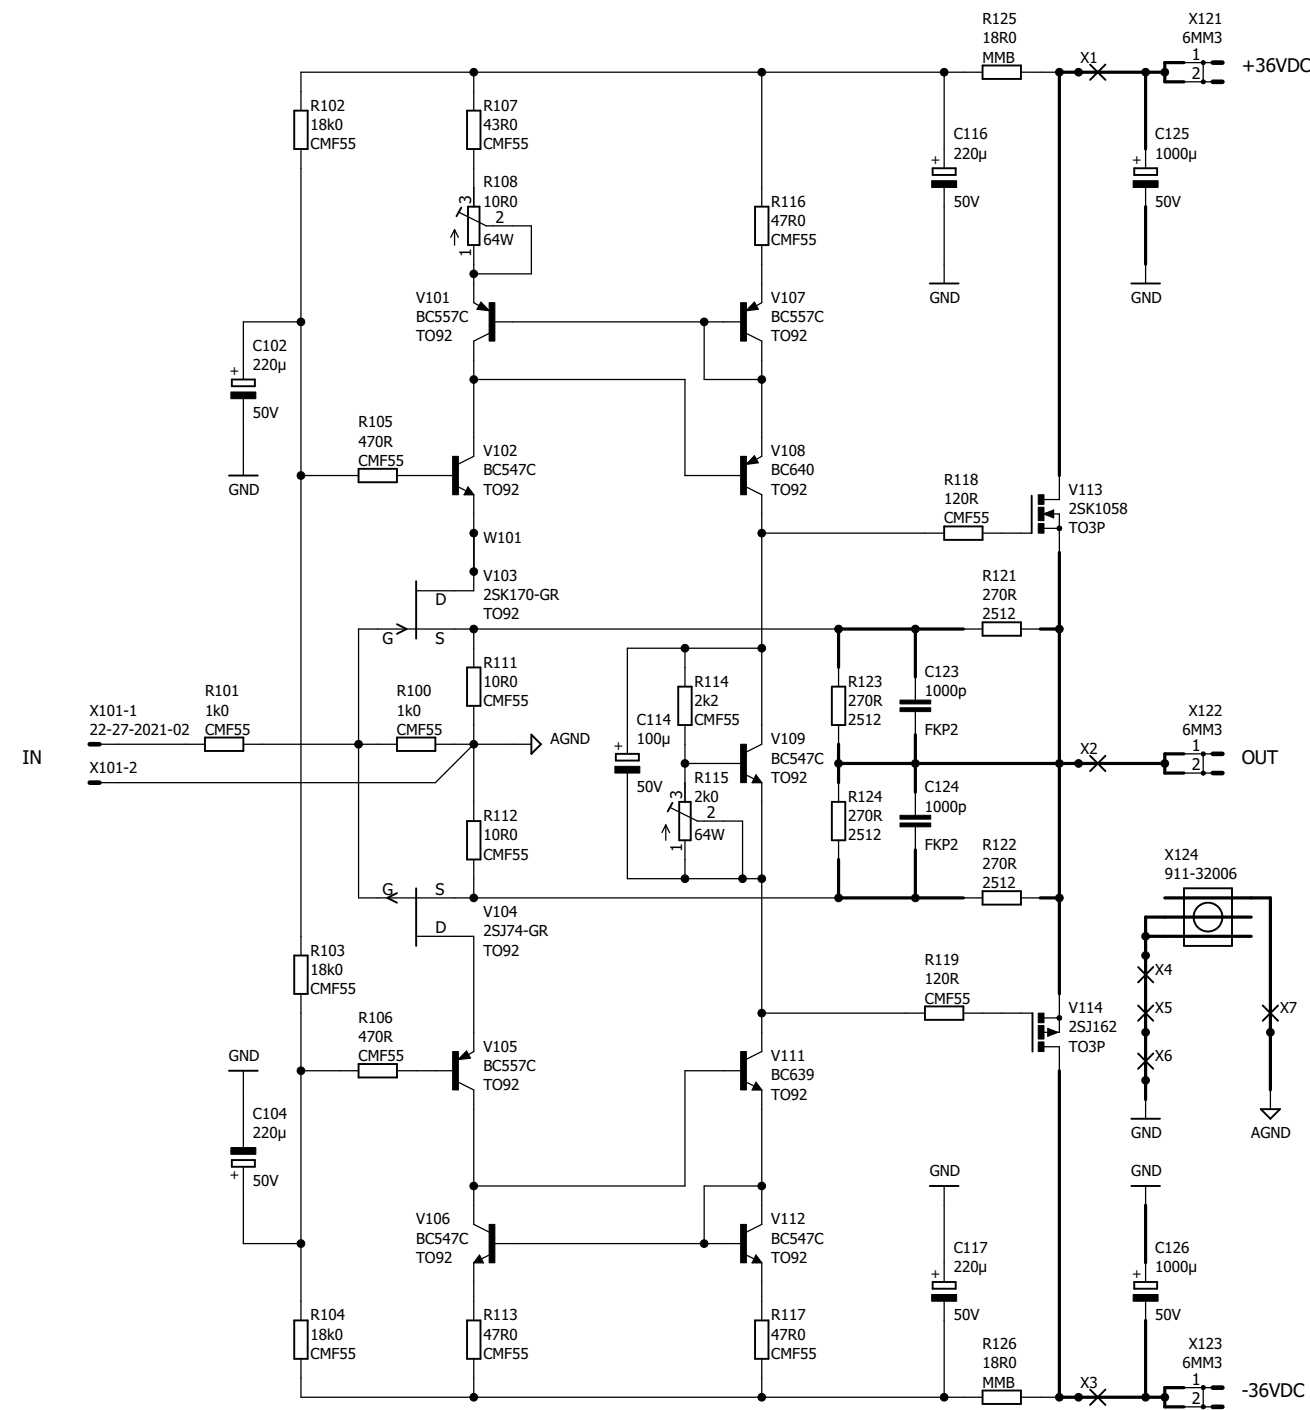 R125
18R0
MMB
X1
X121
6MM3
1
2
+36VDC
R102
18k0
CMF55
R107
43R0
CMF55
C116
220µ
+
50V
GND
C125
1000µ
+
50V
GND
R108
10R0
3
2
1
64W
R116
47R0
CMF55
V101
BC557C
TO92
V107
BC557C
TO92
C102
220µ
+
50V
GND
R105
470R
CMF55
V102
BC547C
TO92
V108
BC640
TO92
R118
120R
CMF55
V113
2SK1058
TO3P
W101
V103
2SK170-GR
TO92
D
G
S
R121
270R
2512
R111
10R0
CMF55
R114
2k2
CMF55
R123
270R
2512
C123
1000p
FKP2
IN
X101-1
22-27-2021-02
X101-2
R101
1k0
CMF55
R100
1k0
CMF55
AGND
C114
100µ
+
50V
V109
BC547C
TO92
R115
2k0
3
2
1
64W
X2
X122
6MM3
1
2
OUT
R112
10R0
CMF55
R124
270R
2512
C124
1000p
FKP2
R122
270R
2512
G
S
D
V104
2SJ74-GR
TO92
X124
911-32006
X4
X5
X6
GND
X7
AGND
R103
18k0
CMF55
R119
120R
CMF55
V114
2SJ162
TO3P
R106
470R
CMF55
V105
BC557C
TO92
V111
BC639
TO92
GND
C104
220µ
+
50V
V106
BC547C
TO92
V112
BC547C
TO92
GND
C117
220µ
+
50V
GND
C126
1000µ
+
50V
R104
18k0
CMF55
R113
47R0
CMF55
R117
47R0
CMF55
R126
18R0
MMB
X3
X123
6MM3
1
2
-36VDC